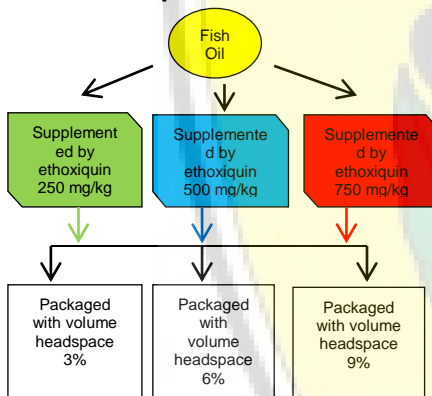 Fish
Oil
Supplement
ed by
ethoxiquin
250 mg/kg
Supplemente
d by
ethoxiquin
500 mg/kg
Supplemente
d by
ethoxiquin
750 mg/kg
Packaged
with volume
headspace
3%
Packaged
with
volume
headspace
6%
Packaged
with volume
headspace
9%